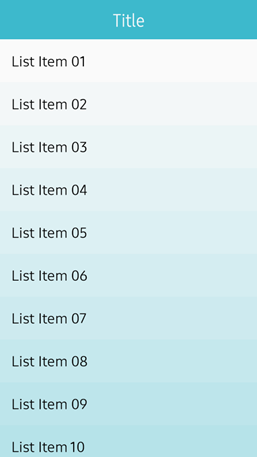 Title
List Item 01
List Item 02
List Item 03
List Item 04
List Item 05
List Item 06
List Item 07
List Item 08
List Item 09
List Item 10